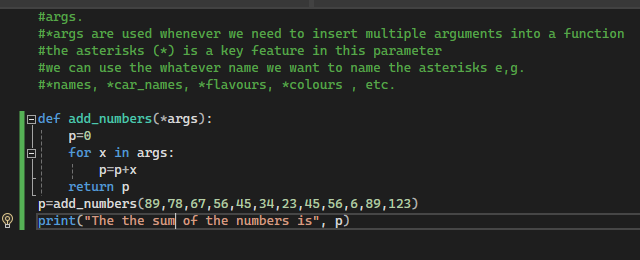 #args.
#*args are used whenever we need to insert multiple arguments into a function
#the asterisks (*) is a key feature in this parameter
#we can use the whatever name we want to name the asterisks e,g.
#*names, *car_names, *flavours, *colours , etc.
def add_numbers(*args):
p=0
for x in args:
p=p+x
return p
p=add_numbers(89,78,67,56,45,34,23,45,56,6,89,123)
print("The the sum of the numbers is", p)